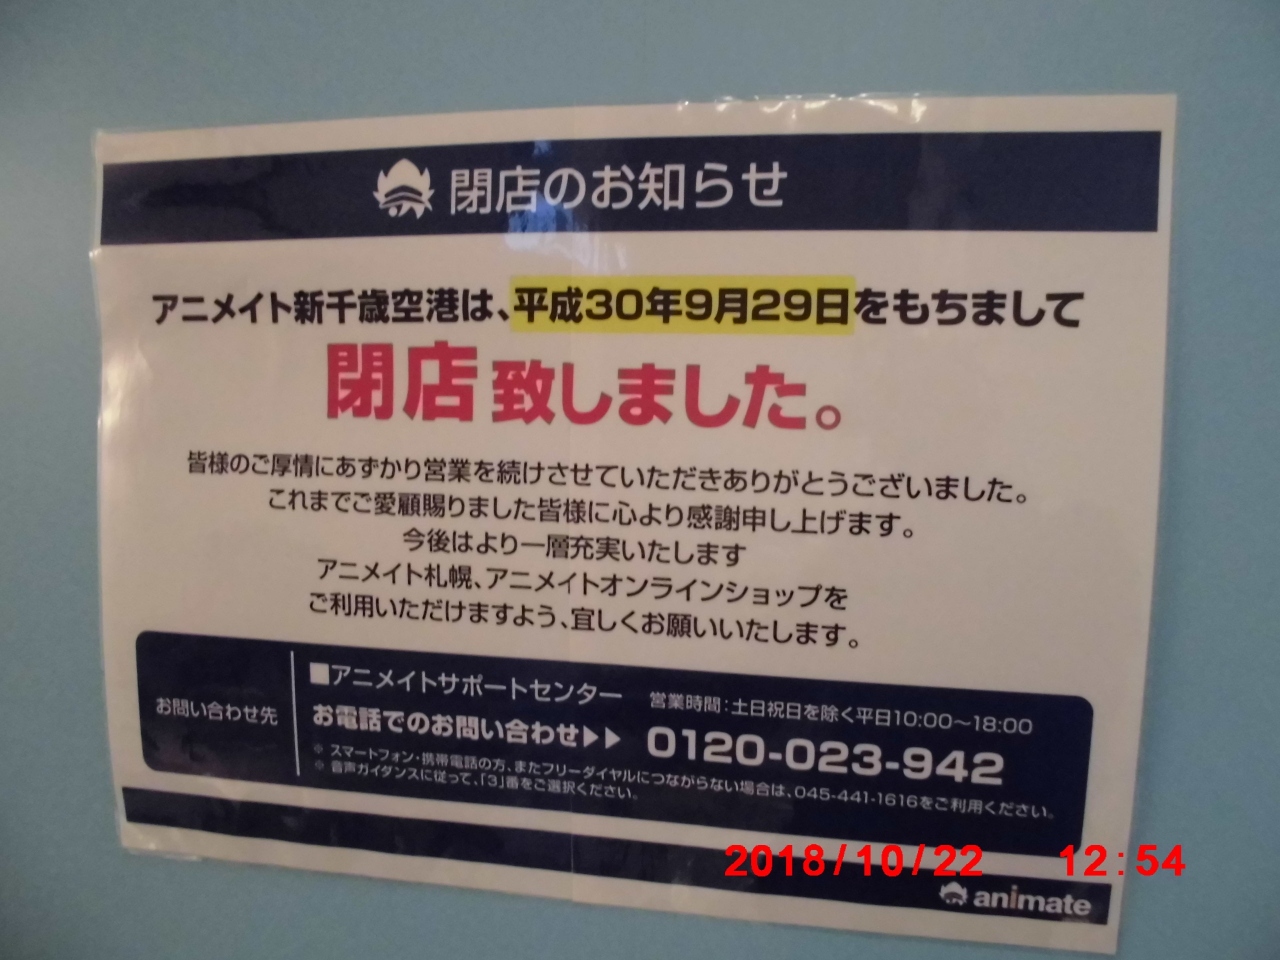 閉店のお知らせ
アニメイト新千歳空港は、平成30年9月29日をもちまして
閉店致しました。
皆様のご厚情にあずかり営業を続けさせていただきありがとうございました。
これまでご愛顧賜りました皆様に心より感謝申し上げます。
今後はより一層充実いたします
アニメイト札幌、アニメイトオンラインショップを
ご利用いただけますよう、宜しくお願いいたします。
お問い合わせ先
■アニメイトサポートセンター 営業時間：土日祝日を除く平日10:00～18:00
お電話でのお問い合わせ▶▶ 0120-023-942
※ スマートフォン・携帯電話の方、またフリーダイヤルにつながらない場合は、045-441-1616をご利用ください。
※ 音声ガイダンスに従って、「3」番をご選択ください。
2018/10/22 12:54
animate